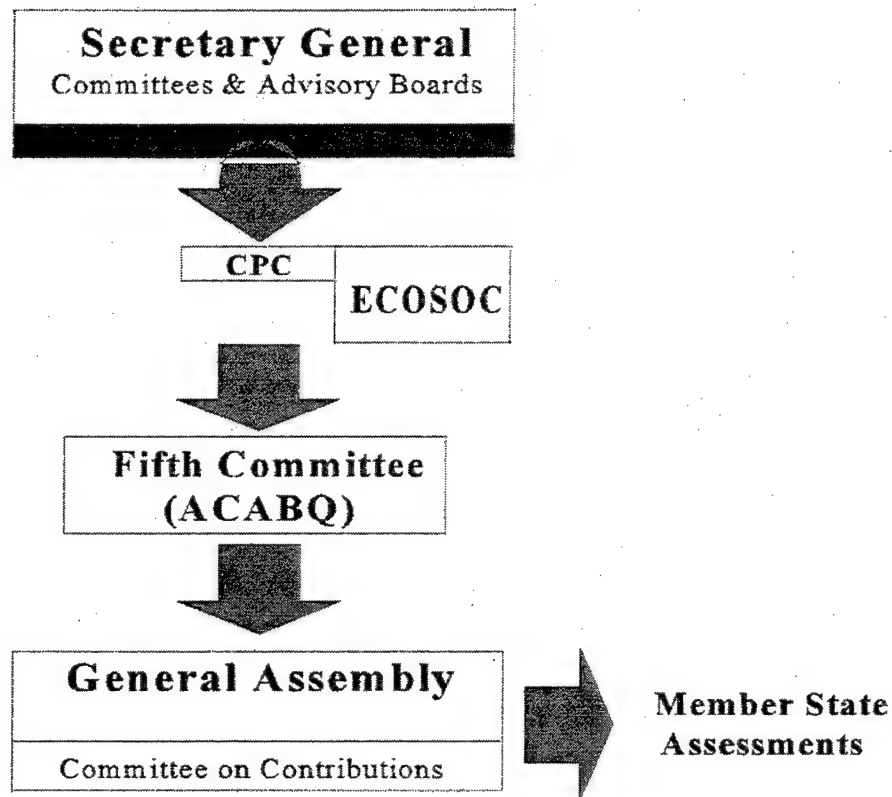 Secretary General
Committees & Advisory Boards
CPC
ECOSOC
Fifth Committee
(ACABQ)
General Assembly
Committee on Contributions
Member State
Assessments